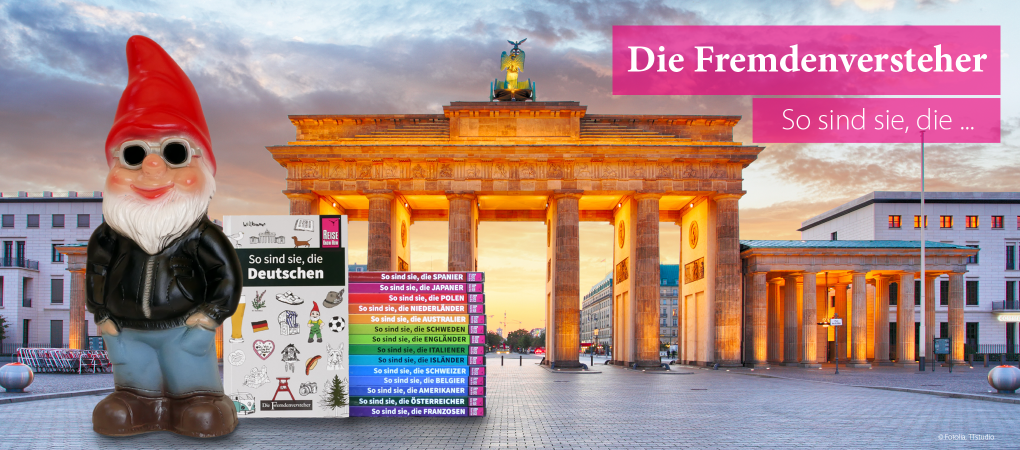 Die Fremdenversteher
So sind sie, die ...
Willkommen
REISE
KNOW-HOW
So sind sie, die
Deutschen
Die Fremdenversteher
So sind sie, die SPANIER
So sind sie, die JAPANER
So sind sie, die POLEN
So sind sie, die NIEDERLÄNDER
So sind sie, die AUSTRALIER
So sind sie, die SCHWEDEN
So sind sie, die ENGLÄNDER
So sind sie, die ITALIENER
So sind sie, die ISLÄNDER
So sind sie, die SCHWEIZER
So sind sie, die BELGIER
So sind sie, die AMERIKANER
So sind sie, die ÖSTERREICHER
So sind sie, die FRANZOSEN
© Fotolia, TTstudio